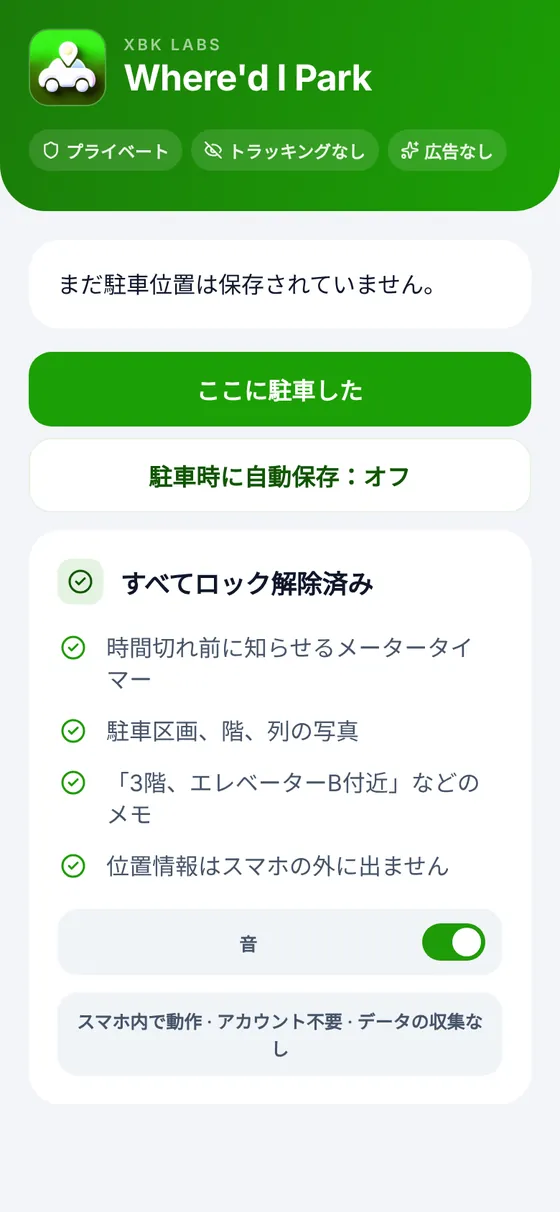 XBK LABS
Where'd I Park
プライベート
トラッキングなし
広告なし
まだ駐車位置は保存されていません。
ここに駐車した
駐車時に自動保存：オフ
すべてロック解除済み
時間切れ前に知らせるメータータイ
マー
駐車区画、階、列の写真
「3階、エレベーターB付近」などの
メモ
位置情報はスマホの外に出ません
音
スマホ内で動作 · アカウント不要 · データの収集な
し